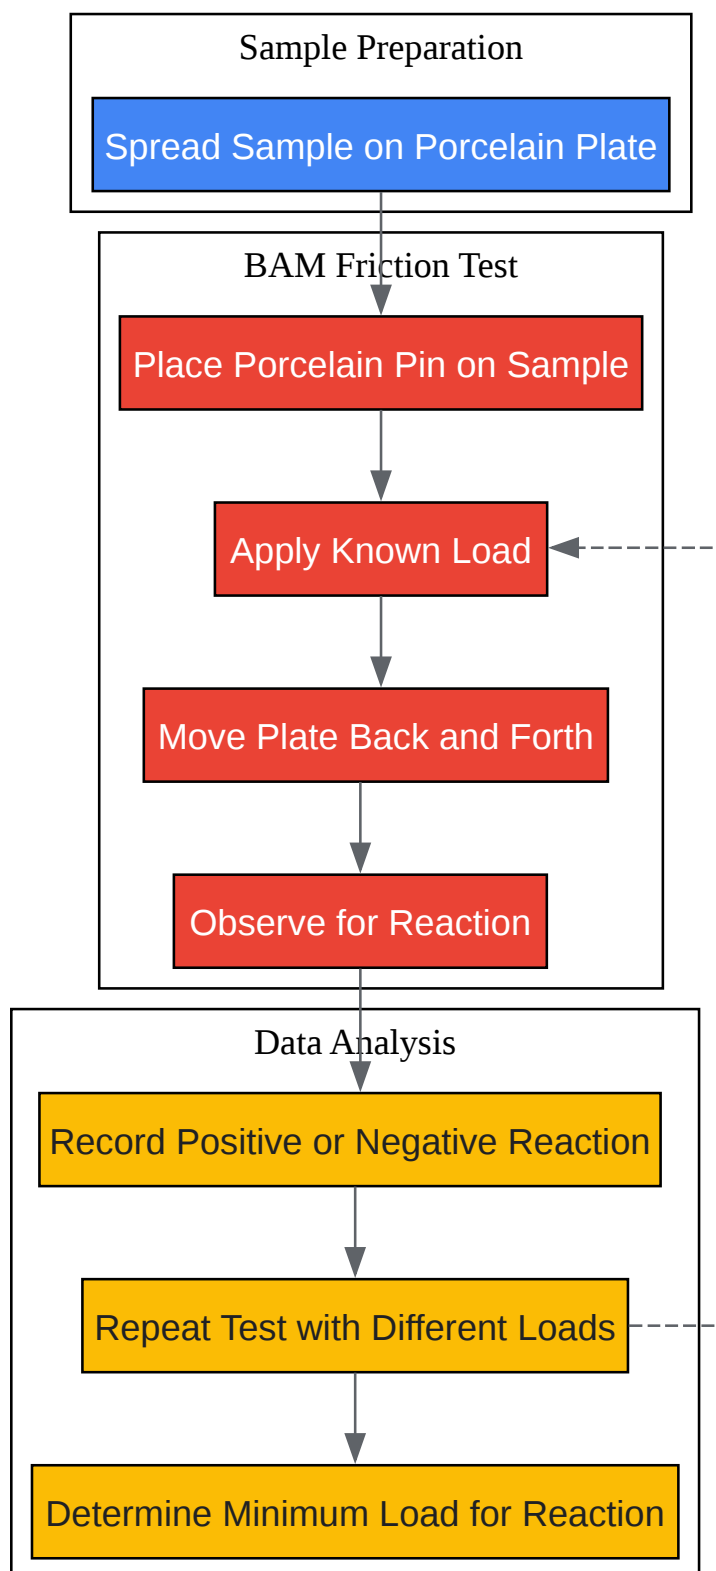 Sample Preparation
Spread Sample on Porcelain Plate
BAM Friction Test
Place Porcelain Pin on Sample
Apply Known Load
Move Plate Back and Forth
Observe for Reaction
Data Analysis
Record Positive or Negative Reaction
Repeat Test with Different Loads
Determine Minimum Load for Reaction